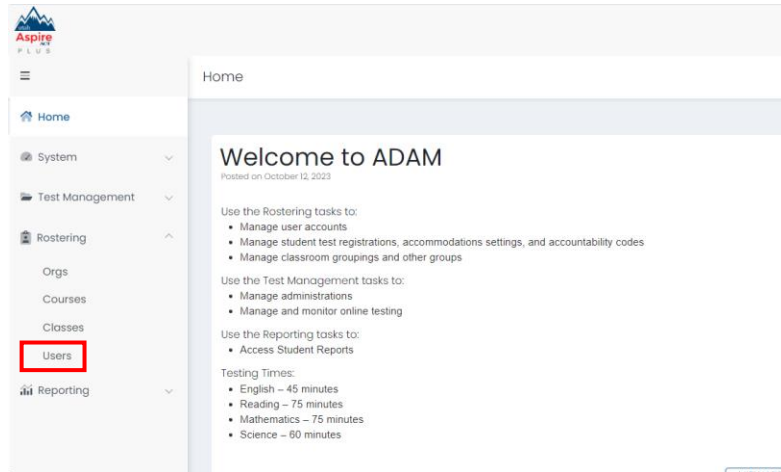 Utah
Aspire
PLUS
Home
Home
System
Test Management
Rostering
Orgs
Courses
Classes
Users
Reporting
Welcome to ADAM
Posted on October 12, 2023
Use the Rostering tasks to:
• Manage user accounts
• Manage student test registrations, accommodations settings, and accountability codes
• Manage classroom groupings and other groups
Use the Test Management tasks to:
• Manage administrations
• Manage and monitor online testing
Use the Reporting tasks to:
• Access Student Reports
Testing Times:
• English – 45 minutes
• Reading – 75 minutes
• Mathematics – 75 minutes
• Science – 60 minutes